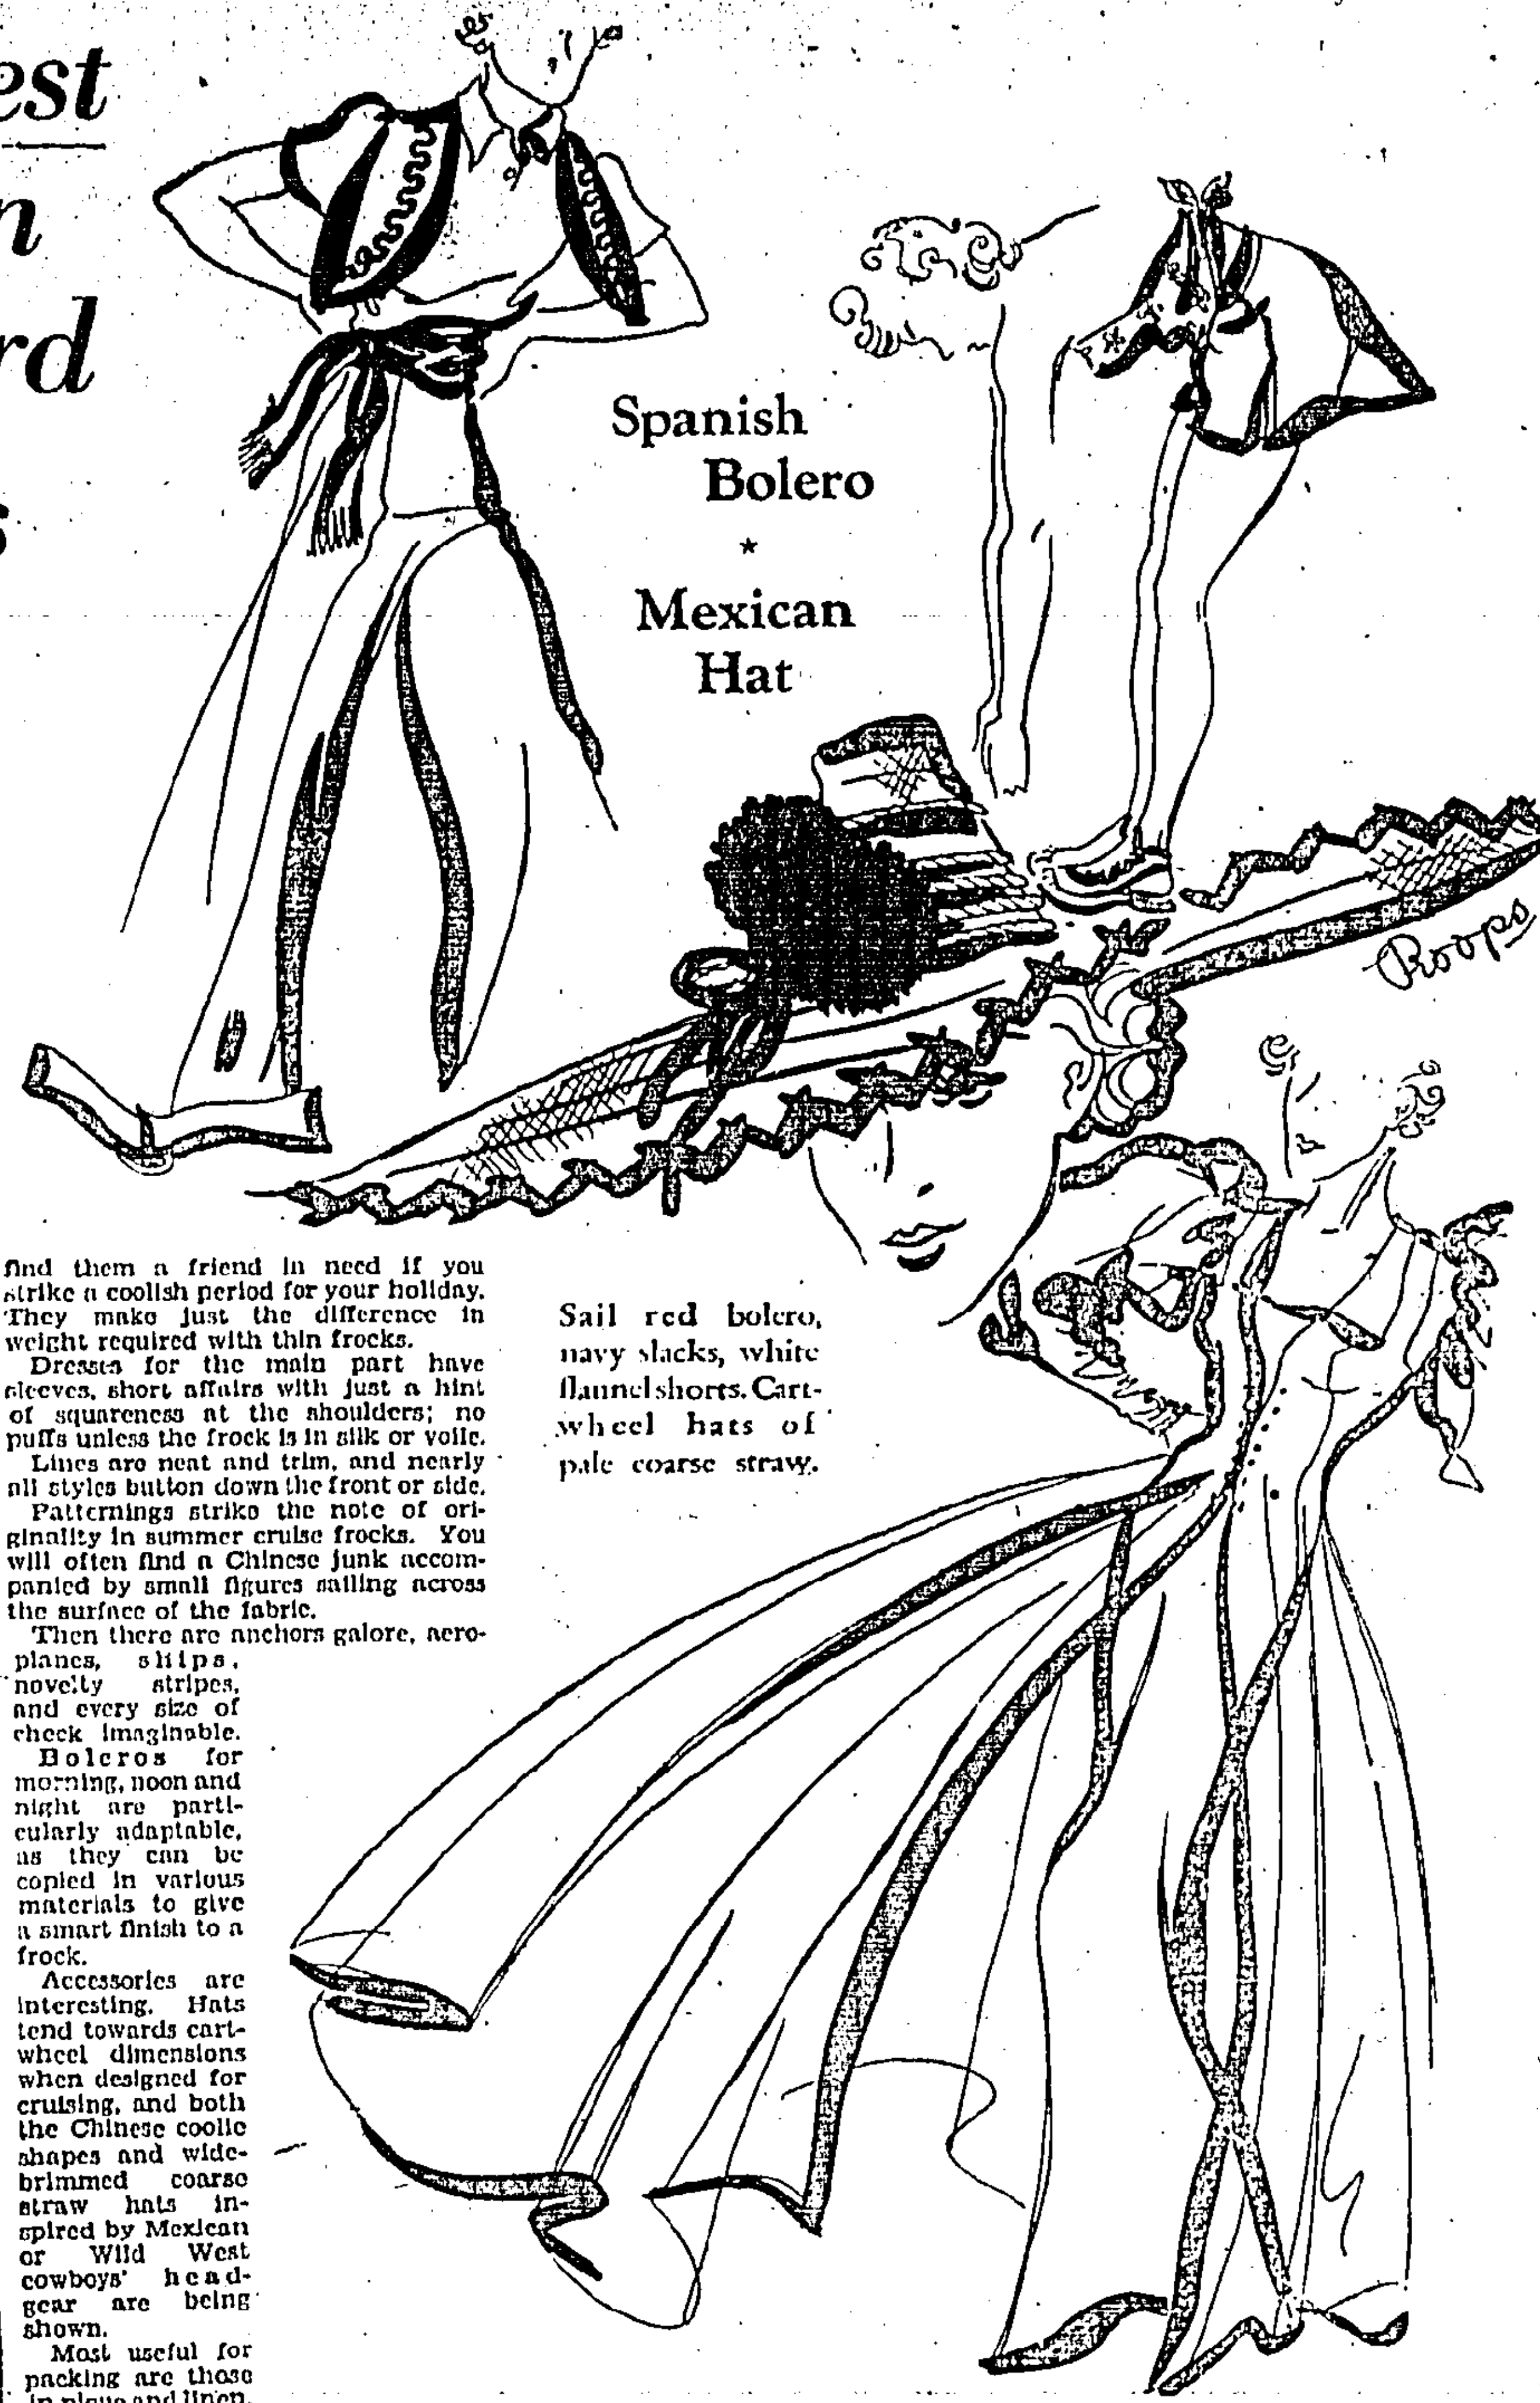 est
n
rd
s
Spanish
Bolero
*
Mexican
Hat
Roops
find them a friend in need if you
strike a coolish period for your holiday.
They make just the difference in
weight required with thin frocks.
Dresses for the main part have
sleeves, short affairs with just a hint
of squareness at the shoulders; no
puffs unless the frock is in silk or voile.
Lines are neat and trim, and nearly
all styles button down the front or side.
Patternings strike the note of ori-
ginality in summer cruise frocks. You
will often find a Chinese junk accom-
panied by small figures sailing across
the surface of the fabric.
Then there are anchors galore, aero-
planes, ships,
novelty stripes,
and every size of
check imaginable.
Boleros for
morning, noon and
night are parti-
cularly adaptable,
as they can be
copied in various
materials to give
a smart finish to a
frock.
Accessories are
interesting. Hats
tend towards cart-
wheel dimensions
when designed for
cruising, and both
the Chinese coolie
shapes and wide-
brimmed coarse
straw hats in-
spired by Mexican
or Wild West
cowboys' head-
gear are being
shown.
Most useful for
packing are those
in pique and linen,
Sail red bolero,
navy slacks, white
flannel shorts. Cart-
wheel hats of
pale coarse straw.